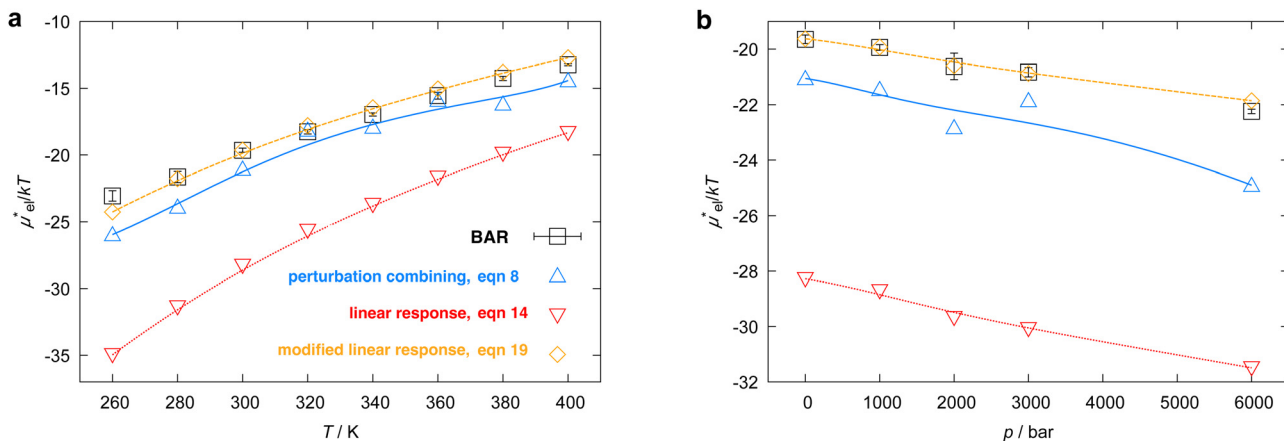 a
-10
-15
-20
-25
-30
-35
μ*el/kT
260 280 300 320 340 360 380 400
T / K
BAR
perturbation combining, eqn 8
linear response, eqn 14
modified linear response, eqn 19
b
-20
-22
-24
-26
-28
-30
-32
μ*el/kT
0 1000 2000 3000 4000 5000 6000
p / bar